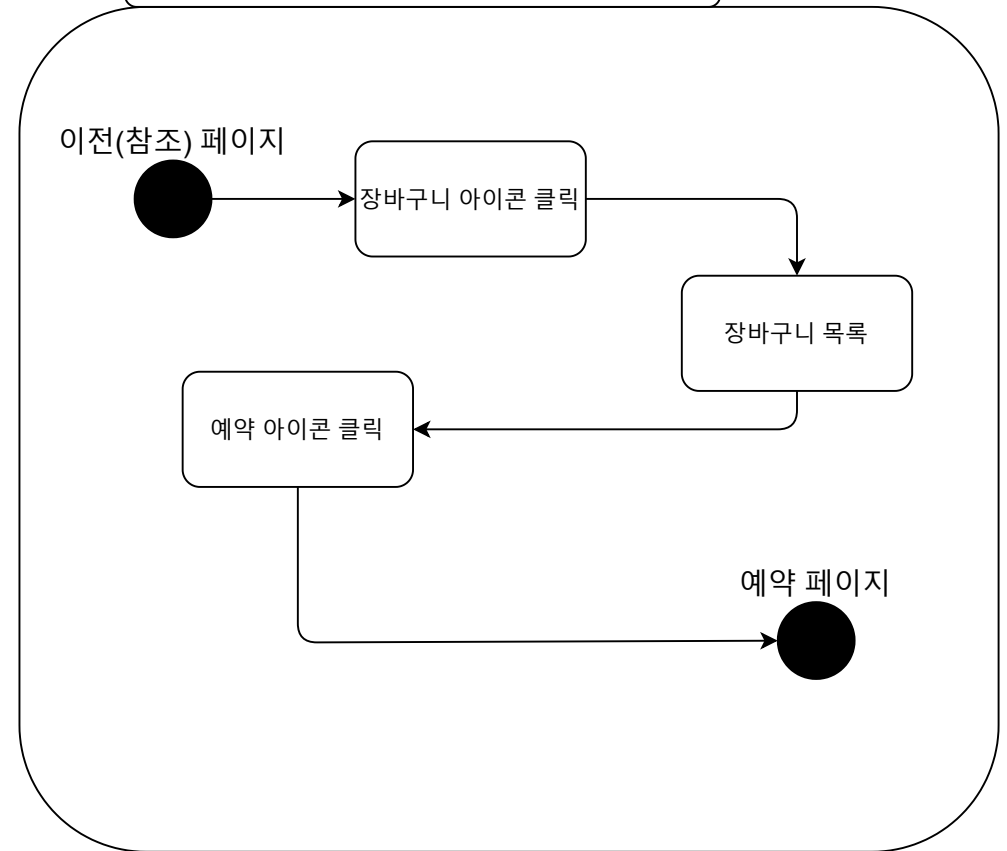 이전(참조) 페이지
장바구니 아이콘 클릭
장바구니 목록
예약 아이콘 클릭
예약 페이지